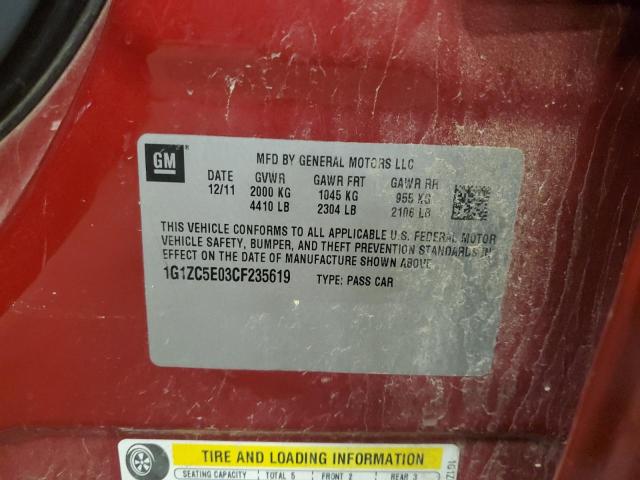 GM ®
MFD BY GENERAL MOTORS LLC
DATE GVWR GAWR FRT GAWR RR
12/11 2000 KG 1045 KG 955 KG
4410 LB 2304 LB 2106 LB
THIS VEHICLE CONFORMS TO ALL APPLICABLE U.S. FEDERAL MOTOR
VEHICLE SAFETY, BUMPER, AND THEFT PREVENTION STANDARDS IN
EFFECT ON THE DATE OF MANUFACTURE SHOWN ABOVE
1G1ZC5E03CF235619 TYPE: PASS CAR
TIRE AND LOADING INFORMATION
SEATING CAPACITY TOTAL 5 FRONT 2 REAR 3
1G1Z